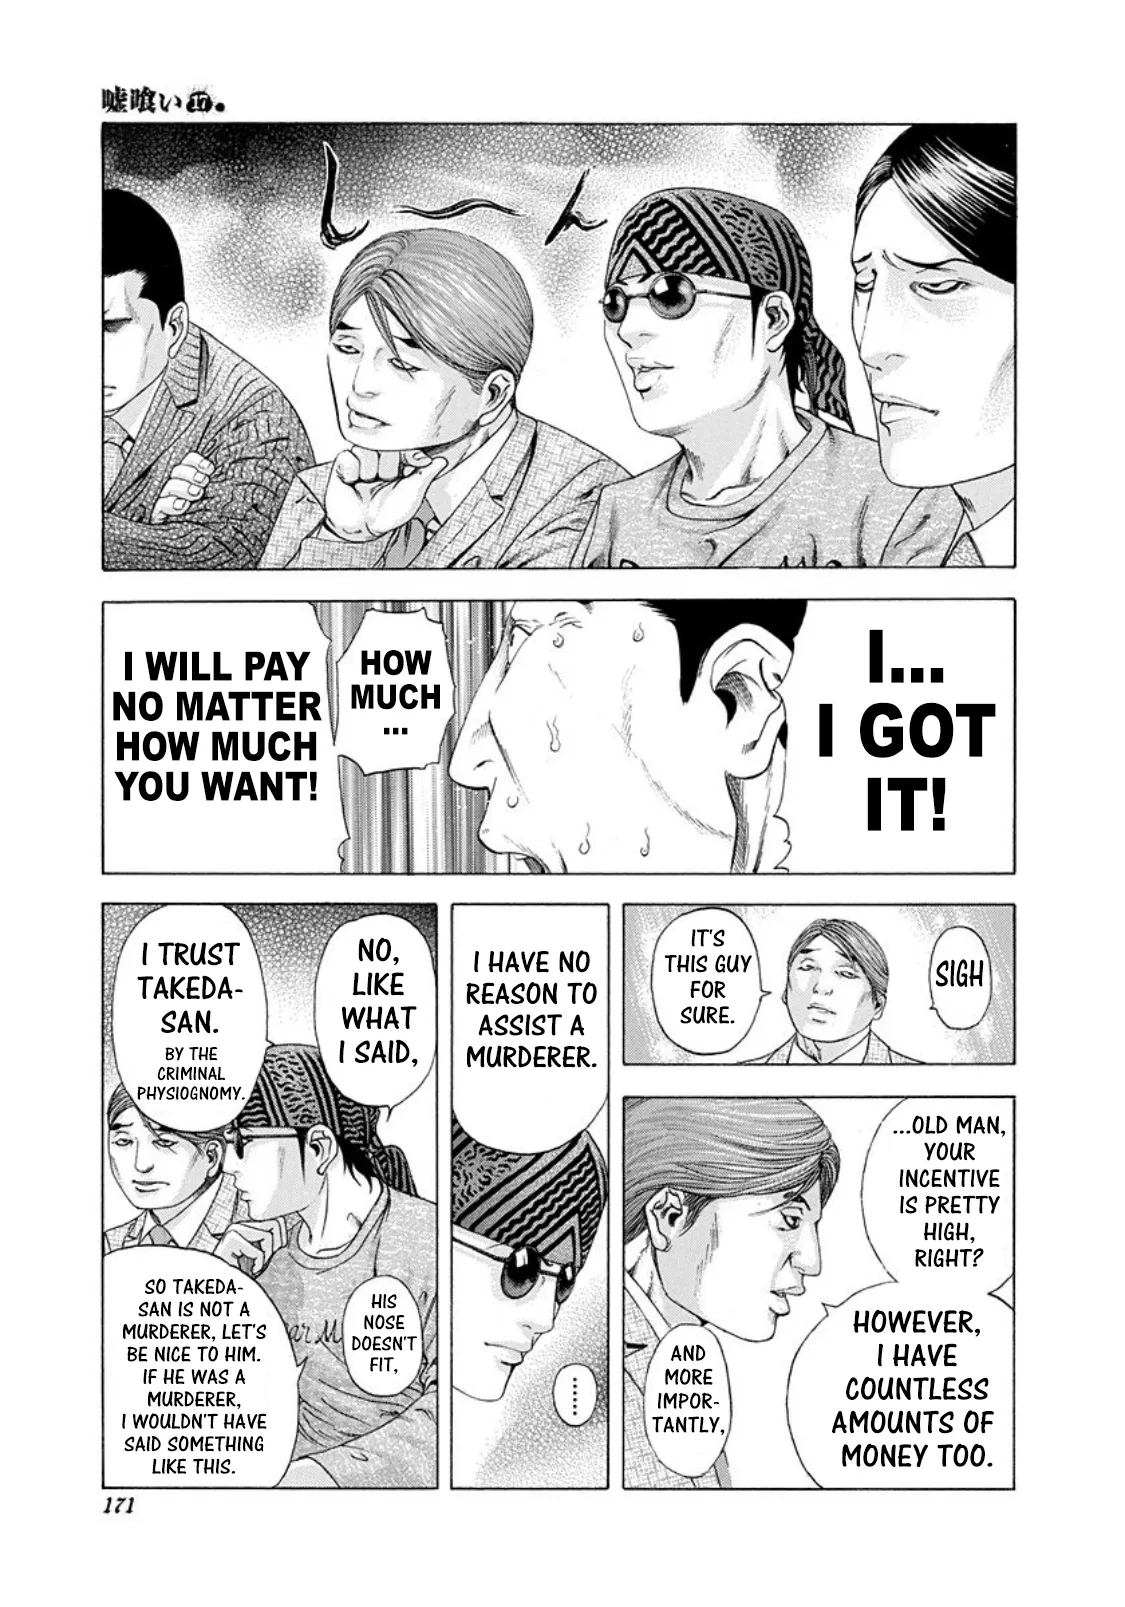 嘘喰い 17.
しーん
I...
I GOT
IT!
HOW
MUCH
...
I WILL PAY
NO MATTER
HOW MUCH
YOU WANT!
SIGH
IT'S
THIS GUY
FOR
SURE.
...OLD MAN,
YOUR
INCENTIVE
IS PRETTY
HIGH,
RIGHT?
HOWEVER,
I HAVE
COUNTLESS
AMOUNTS OF
MONEY TOO.
AND
MORE
IMPOR-
TANTLY,
I HAVE NO
REASON TO
ASSIST A
MURDERER.
......
NO,
LIKE
WHAT
I SAID,
I TRUST
TAKEDA-
SAN.
BY THE
CRIMINAL
PHYSIOGNOMY.
HIS
NOSE
DOESN'T
FIT,
SO TAKEDA-
SAN IS NOT A
MURDERER, LET'S
BE NICE TO HIM.
IF HE WAS A
MURDERER,
I WOULDN'T HAVE
SAID SOMETHING
LIKE THIS.
171